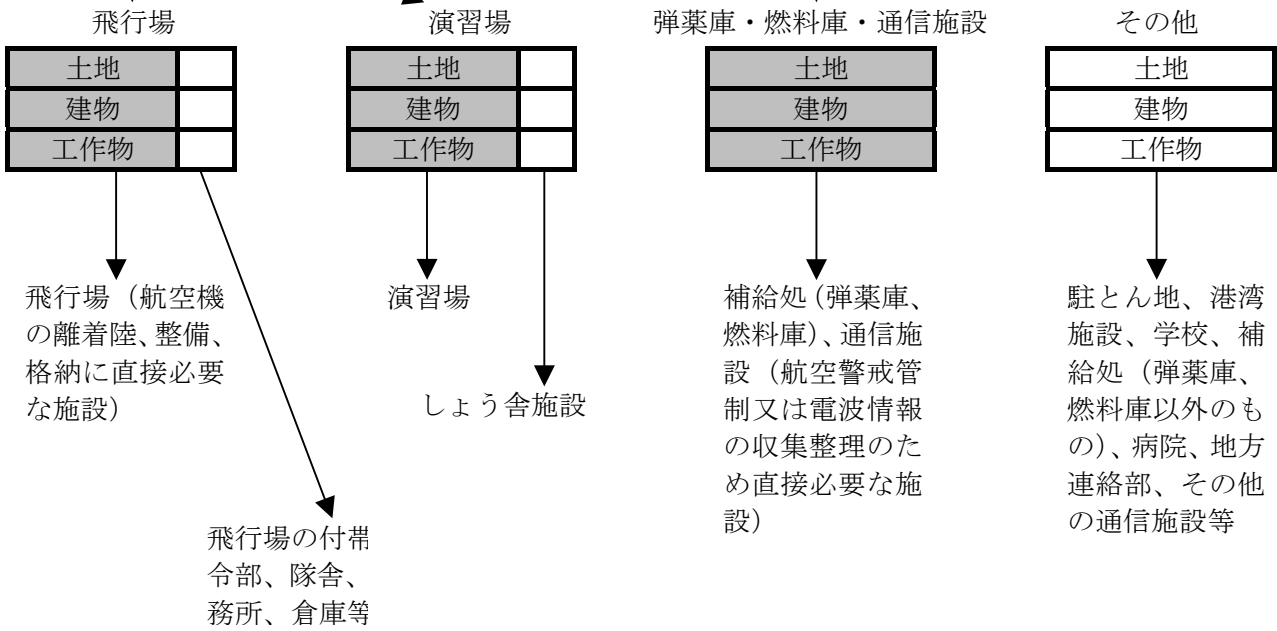 飛行場
演習場
弾薬庫・燃料庫・通信施設
その他
土地
建物
工作物
土地
建物
工作物
土地
建物
工作物
土地
建物
工作物
飛行場（航空機
の離着陸、整備、
格納に直接必要
な施設）
飛行場の付帯
令部、隊舎、
務所、倉庫等
演習場
しょう舎施設
補給処（弾薬庫、
燃料庫）、通信施
設（航空警戒管
制又は電波情報
の収集整理のた
め直接必要な施
設）
駐とん地、港湾
施設、学校、補
給処（弾薬庫、
燃料庫以外のも
の）、病院、地方
連絡部、その他
の通信施設等